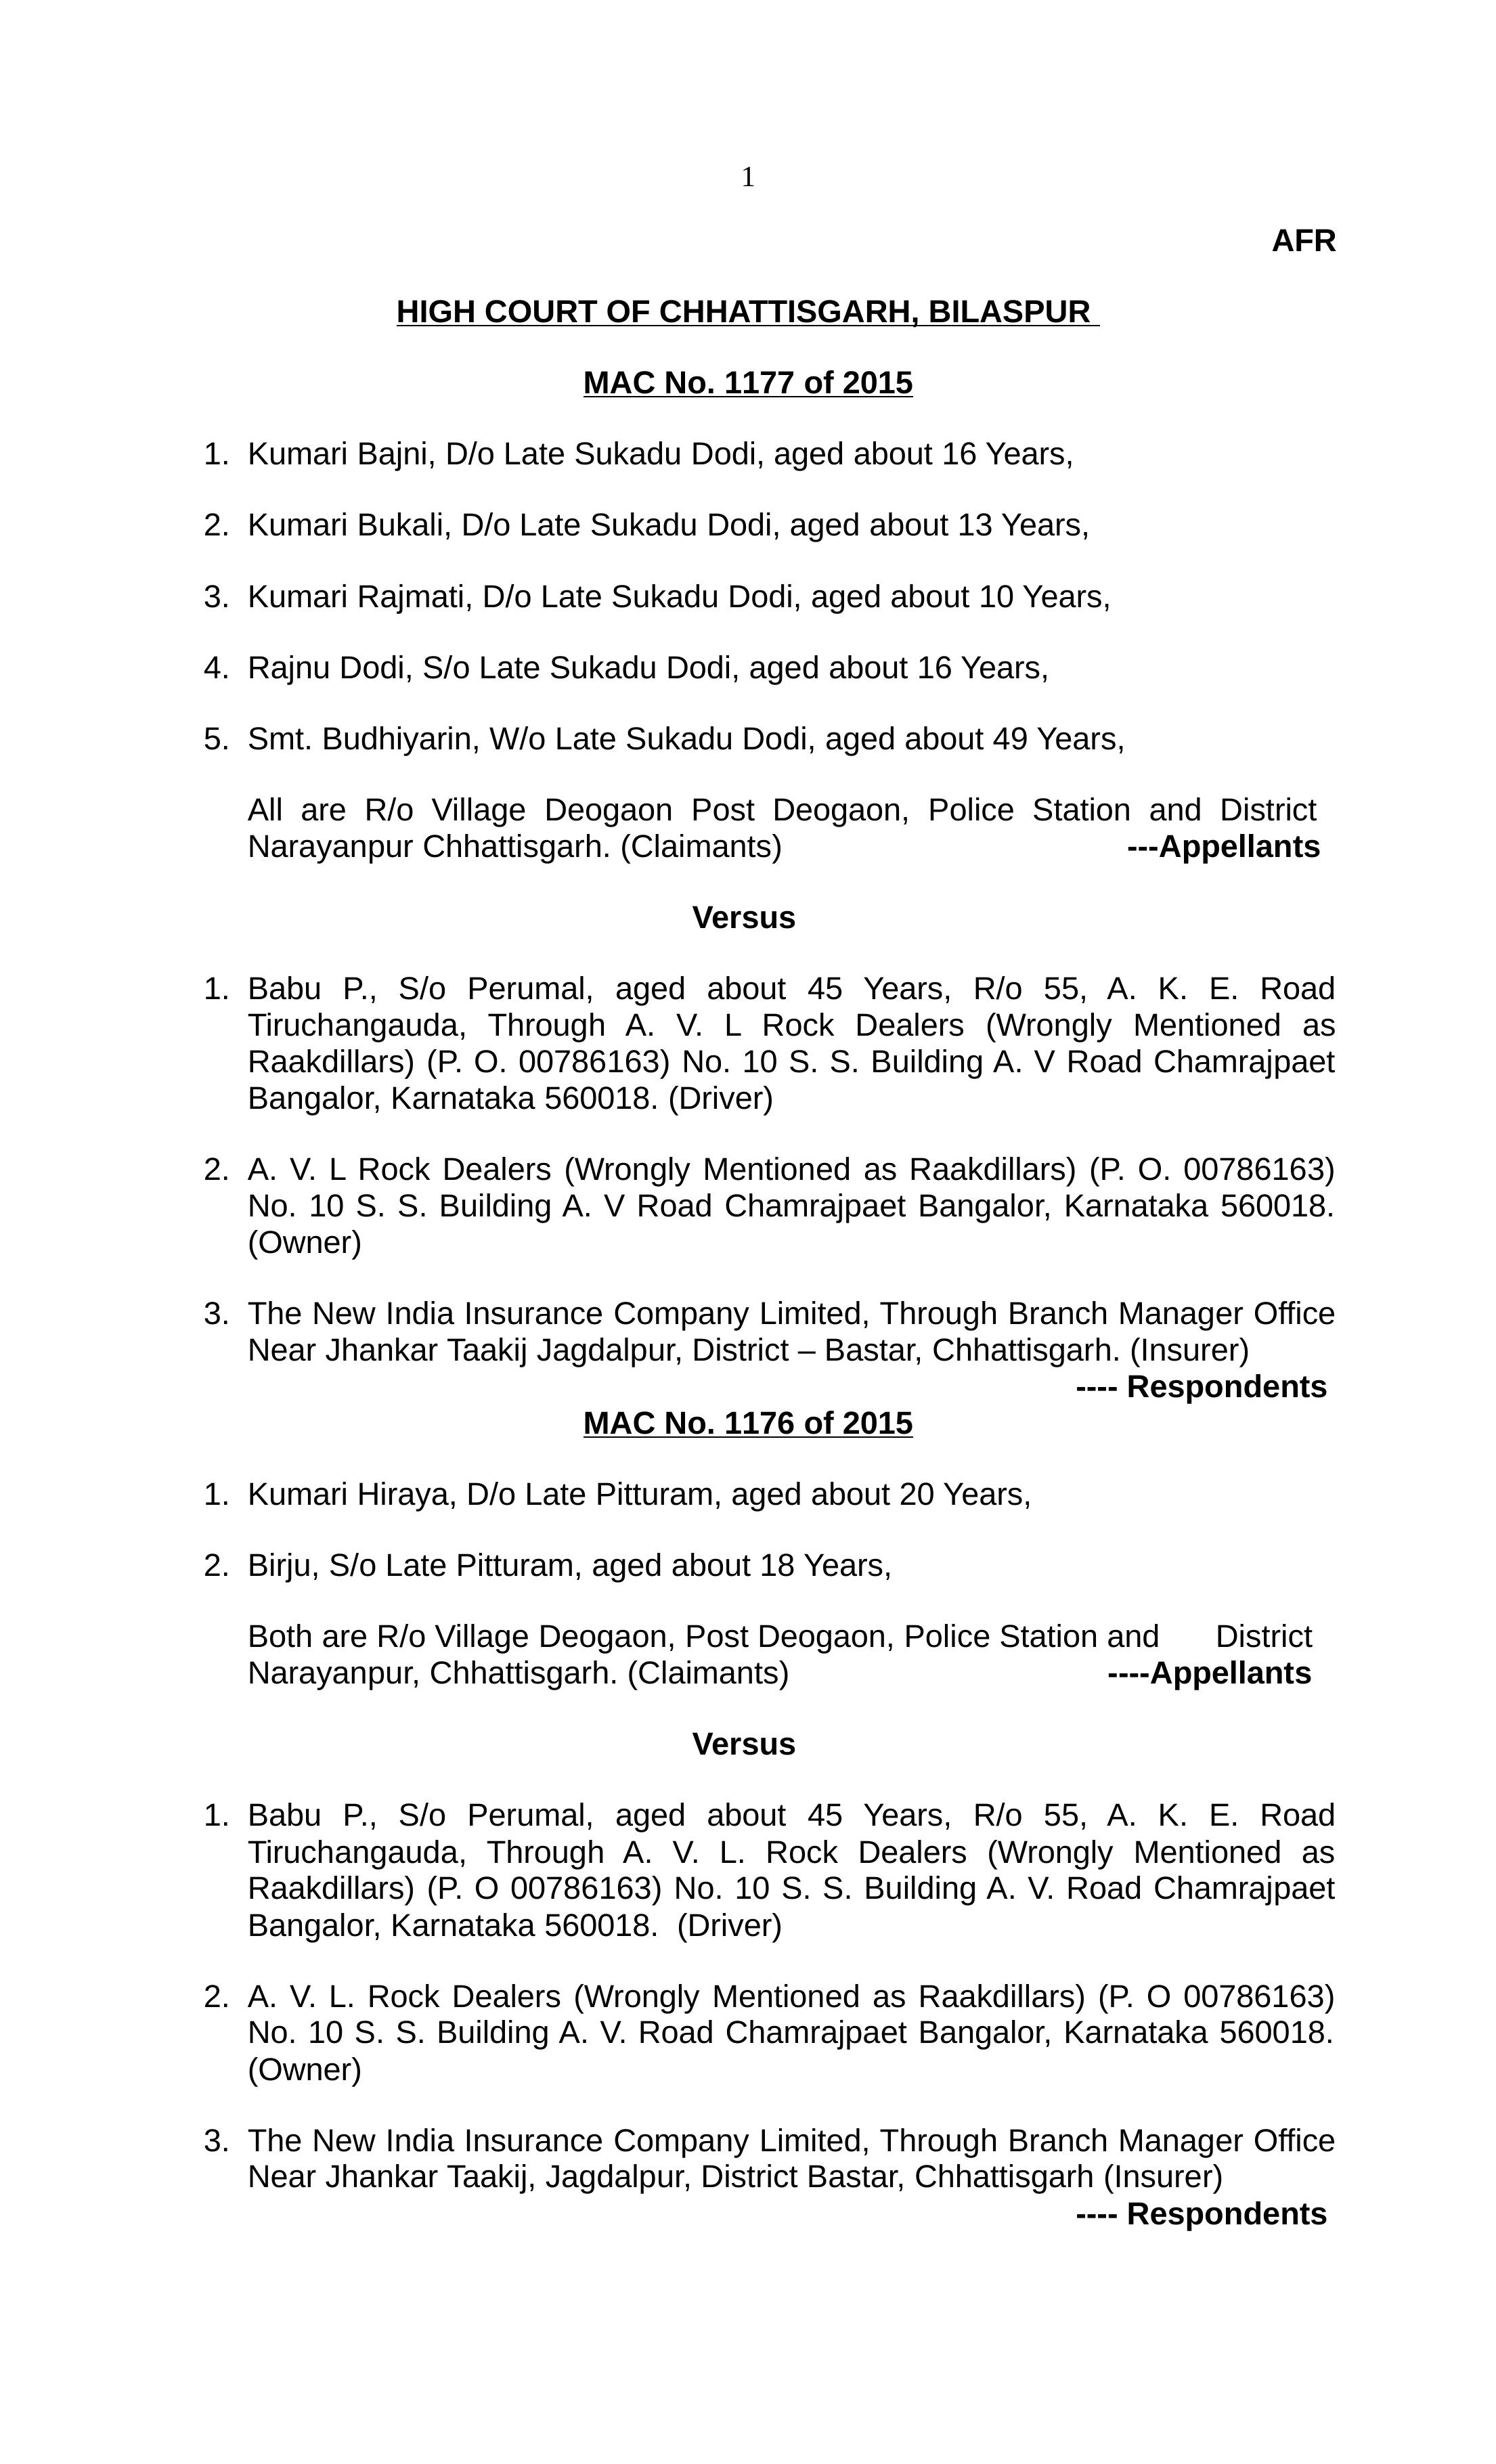 1
AFR
HIGH COURT OF CHHATTISGARH, BILASPUR
MAC No. 1177 of 2015
1. Kumari Bajni, D/o Late Sukadu Dodi, aged about 16 Years,
2. Kumari Bukali, D/o Late Sukadu Dodi, aged about 13 Years,
3. Kumari Rajmati, D/o Late Sukadu Dodi, aged about 10 Years,
4. Rajnu Dodi, S/o Late Sukadu Dodi, aged about 16 Years,
5. Smt. Budhiyarin, W/o Late Sukadu Dodi, aged about 49 Years,
All are R/o Village Deogaon Post Deogaon, Police Station and District
Narayanpur Chhattisgarh. (Claimants) ---Appellants
Versus
1. Babu P., S/o Perumal, aged about 45 Years, R/o 55, A. K. E. Road
Tiruchangauda, Through A. V. L Rock Dealers (Wrongly Mentioned as
Raakdillars) (P. O. 00786163) No. 10 S. S. Building A. V Road Chamrajpaet
Bangalor, Karnataka 560018. (Driver)
2. A. V. L Rock Dealers (Wrongly Mentioned as Raakdillars) (P. O. 00786163)
No. 10 S. S. Building A. V Road Chamrajpaet Bangalor, Karnataka 560018.
(Owner)
3. The New India Insurance Company Limited, Through Branch Manager Office
Near Jhankar Taakij Jagdalpur, District – Bastar, Chhattisgarh. (Insurer)
---- Respondents
MAC No. 1176 of 2015
1. Kumari Hiraya, D/o Late Pitturam, aged about 20 Years,
2. Birju, S/o Late Pitturam, aged about 18 Years,
Both are R/o Village Deogaon, Post Deogaon, Police Station and District
Narayanpur, Chhattisgarh. (Claimants) ----Appellants
Versus
1. Babu P., S/o Perumal, aged about 45 Years, R/o 55, A. K. E. Road
Tiruchangauda, Through A. V. L. Rock Dealers (Wrongly Mentioned as
Raakdillars) (P. O 00786163) No. 10 S. S. Building A. V. Road Chamrajpaet
Bangalor, Karnataka 560018. (Driver)
2. A. V. L. Rock Dealers (Wrongly Mentioned as Raakdillars) (P. O 00786163)
No. 10 S. S. Building A. V. Road Chamrajpaet Bangalor, Karnataka 560018.
(Owner)
3. The New India Insurance Company Limited, Through Branch Manager Office
Near Jhankar Taakij, Jagdalpur, District Bastar, Chhattisgarh (Insurer)
---- Respondents